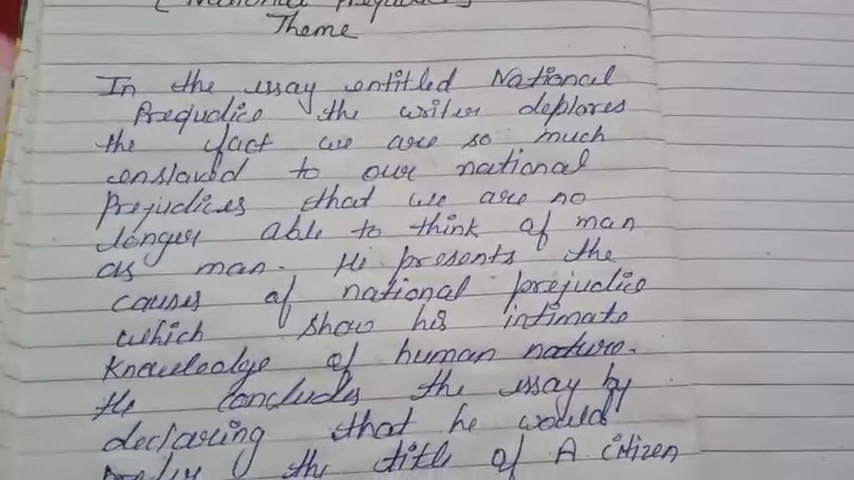 ( National Prejudice )
Theme
In the essay entitled National
Prequdice the writer deplores
the fact we are so much
enslaved to our national
prejudices that we are no
longer able to think of man
as man. He presents the
causes of national prejudice
which show his intimate
knowledge of human nature.
He concludes the essay by
declaring that he would
prefer the title of A citizen